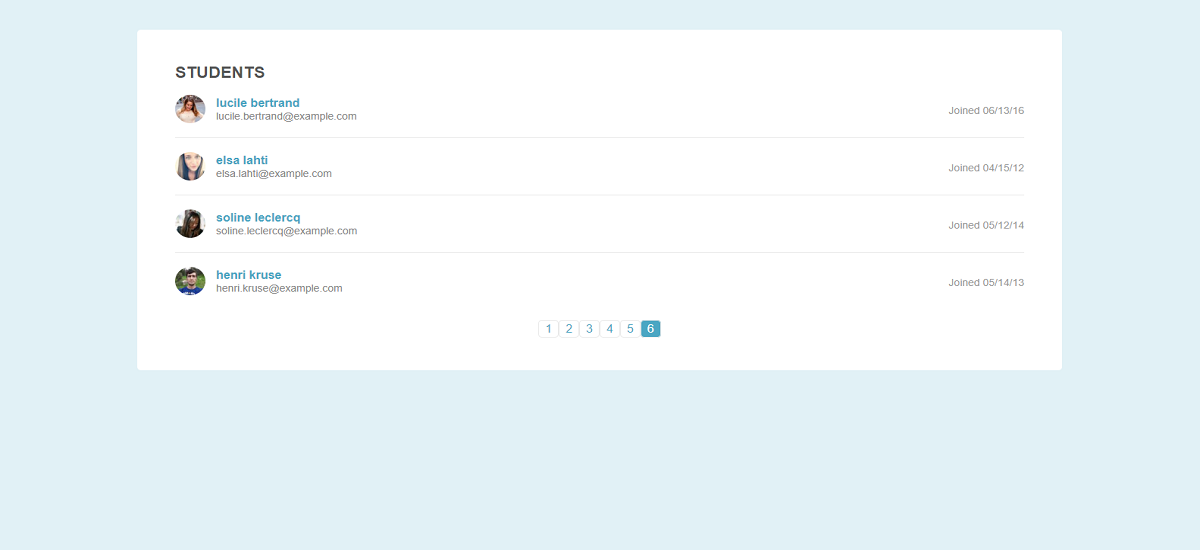 STUDENTS
lucile bertrand
lucile.bertrand@example.com
Joined 06/13/16
elsa lahti
elsa.lahti@example.com
Joined 04/15/12
soline leclercq
soline.leclercq@example.com
Joined 05/12/14
henri kruse
henri.kruse@example.com
Joined 05/14/13
1 2 3 4 5 6